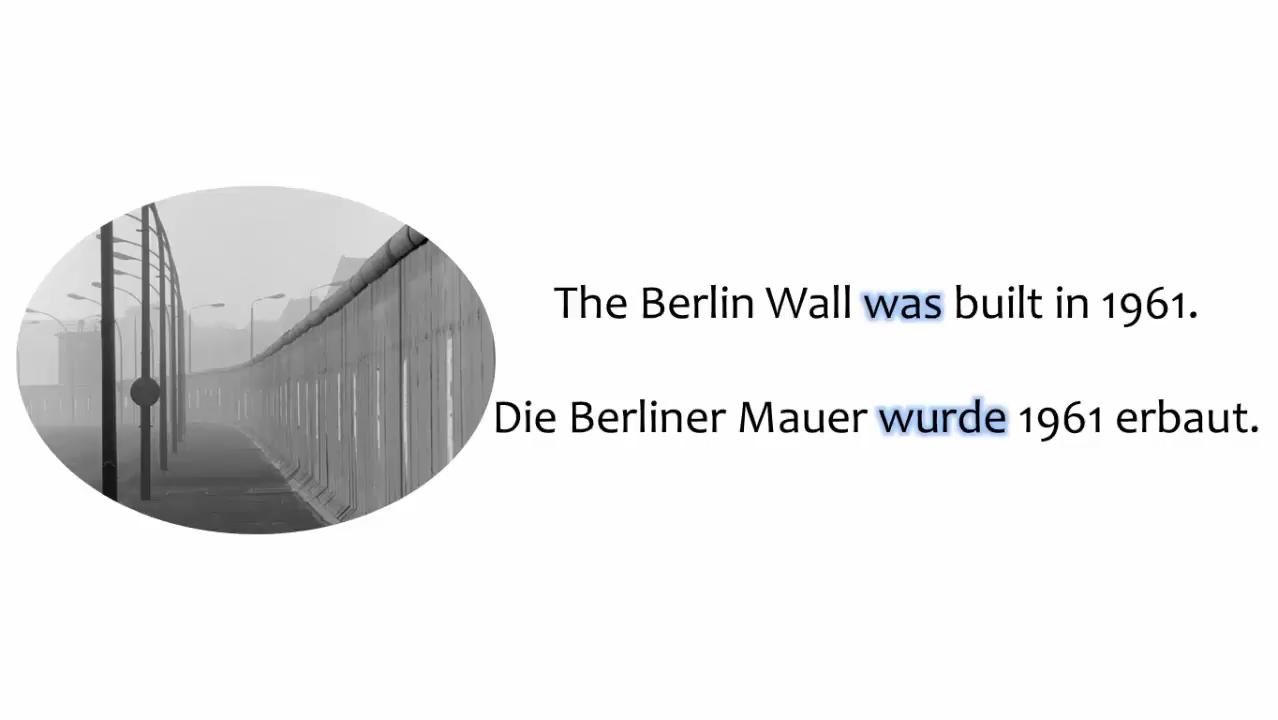 The Berlin Wall was built in 1961.
Die Berliner Mauer wurde 1961 erbaut.